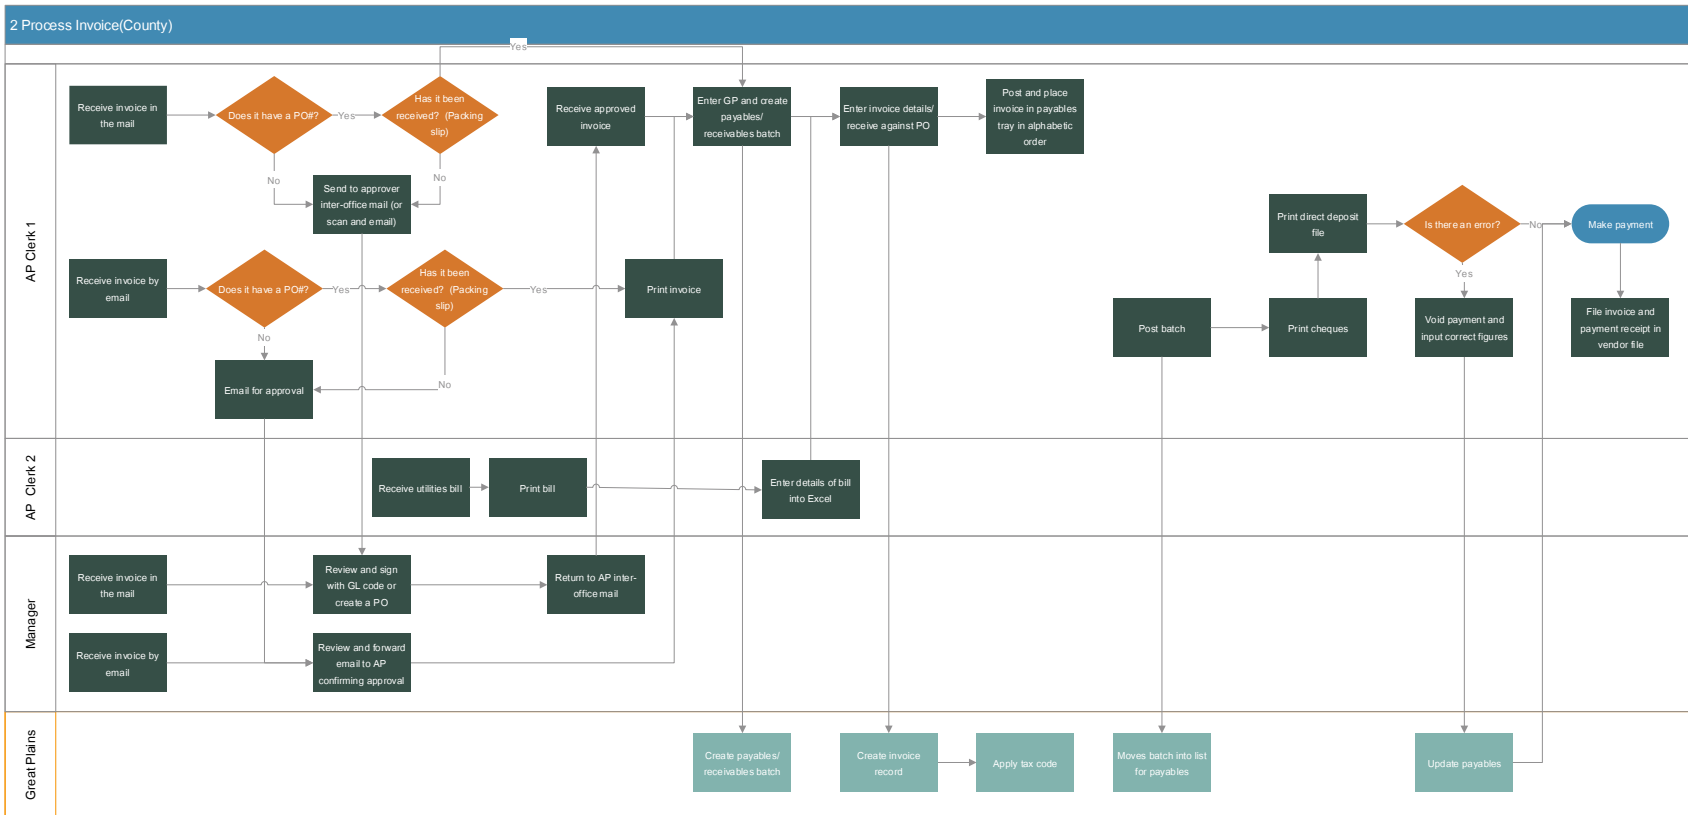 2 Process Invoice(County)
Yes
AP Clerk 1
Receive invoice in
the mail
Does it have a PO#?
Yes
Has it been
received? (Packing
slip)
No
No
Send to approver
inter-office mail (or
scan and email)
Receive approved
invoice
Enter GP and create
payables/
receivables batch
Enter invoice details/
receive against PO
Post and place
invoice in payables
tray in alphabetic
order
Receive invoice by
email
Does it have a PO#?
Yes
Has it been
received? (Packing
slip)
Yes
Print invoice
No
Email for approval
No
Post batch
Print cheques
Print direct deposit
file
Is there an error?
No
Make payment
Yes
Void payment and
input correct figures
File invoice and
payment receipt in
vendor file
AP Clerk 2
Receive utilities bill
Print bill
Enter details of bill
into Excel
Manager
Receive invoice in
the mail
Review and sign
with GL code or
create a PO
Return to AP inter-
office mail
Receive invoice by
email
Review and forward
email to AP
confirming approval
Great Plains
Create payables/
receivables batch
Create invoice
record
Apply tax code
Moves batch into list
for payables
Update payables